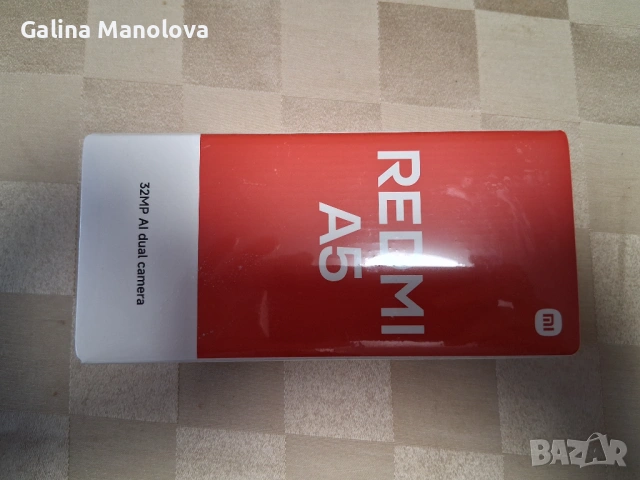 Galina Manolova
REDMI
A5
32MP AI dual camera
mi
BAZAR